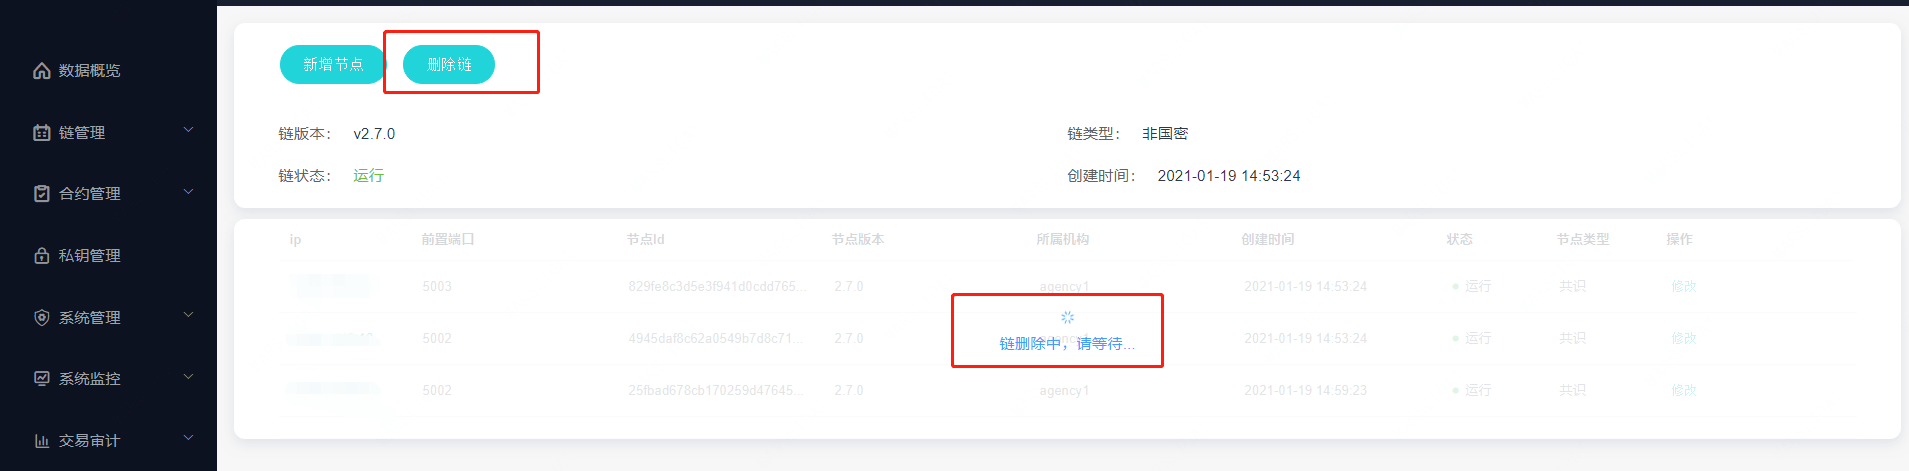 数据概览
链管理
合约管理
私钥管理
系统管理
系统监控
交易审计
新增节点 删除链
链版本： v2.7.0 链类型： 非国密
链状态： 运行 创建时间： 2021-01-19 14:53:24
ip 前置端口 节点Id 节点版本 所属机构 创建时间 状态 节点类型 操作
5003 829fe8c3d5e3f941d0cdd765... 2.7.0 agency1 2021-01-19 14:53:24 运行 共识 修改
5002 4945daf8c62a0549b7d8c71... 2.7.0 2021-01-19 14:53:24 运行 共识 修改
链删除中，请等待...
5002 25fbad678cb170259d47645... 2.7.0 agency1 2021-01-19 14:59:23 运行 共识 修改